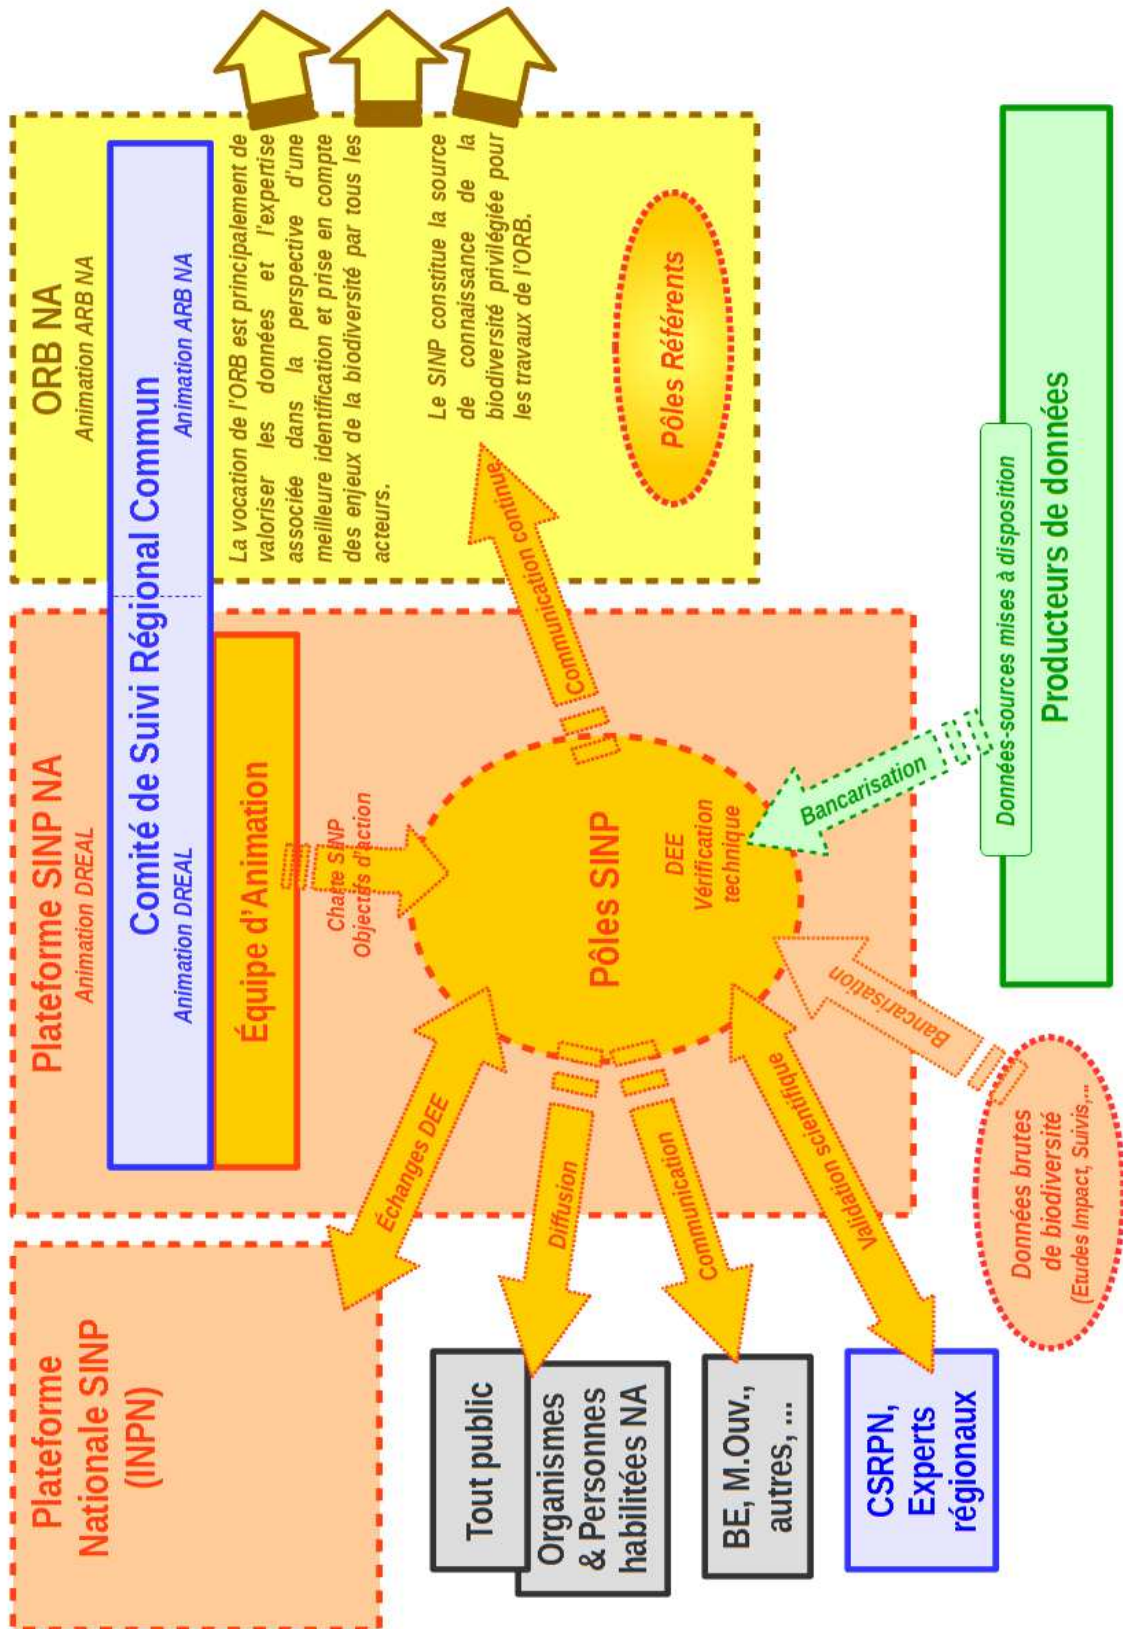 Plateforme
Nationale SINP
(INPN)
Plateforme SINP NA
Animation DREAL
ORB NA
Animation ARB NA
Comité de Suivi Régional Commun
Animation DREAL
Animation ARB NA
Équipe d'Animation
La vocation de l'ORB est principalement de
valoriser les données et l'expertise
associée dans la perspective d'une
meilleure identification et prise en compte
des enjeux de la biodiversité par tous les
acteurs.
Le SINP constitue la source
de connaissance de la
biodiversité privilégiée pour
les travaux de l'ORB.
Charte SINP
Objectifs d'action
Échanges DEE
Communication continue
Tout public
Organismes
& Personnes
habilitées NA
Diffusion
Pôles SINP
DEE
Vérification
technique
Pôles Référents
BE, M.Ouv.,
autres, ...
Communication
CSRPN,
Experts
régionaux
Validation scientifique
Bancarisation
Bancarisation
Données brutes
de biodiversité
(Etudes Impact, Suivis,...
Données-sources mises à disposition
Producteurs de données